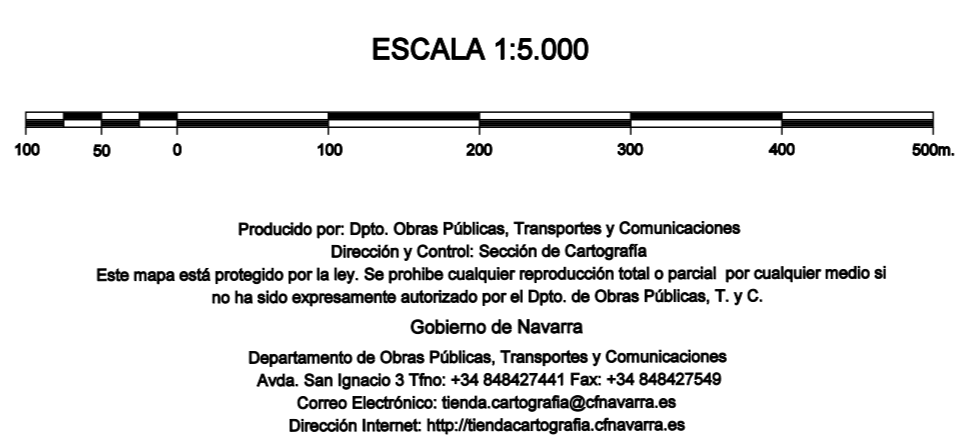 ESCALA 1:5.000
100 50 0 100 200 300 400 500m.
Producido por: Dpto. Obras Públicas, Transportes y Comunicaciones
Dirección y Control: Sección de Cartografía
Este mapa está protegido por la ley. Se prohibe cualquier reproducción total o parcial por cualquier medio si
no ha sido expresamente autorizado por el Dpto. de Obras Públicas, T. y C.
Gobierno de Navarra
Departamento de Obras Públicas, Transportes y Comunicaciones
Avda. San Ignacio 3 Tfno: +34 848427441 Fax: +34 848427549
Correo Electrónico: tienda.cartografia@cfnavarra.es
Dirección Internet: http://tiendacartografia.cfnavarra.es